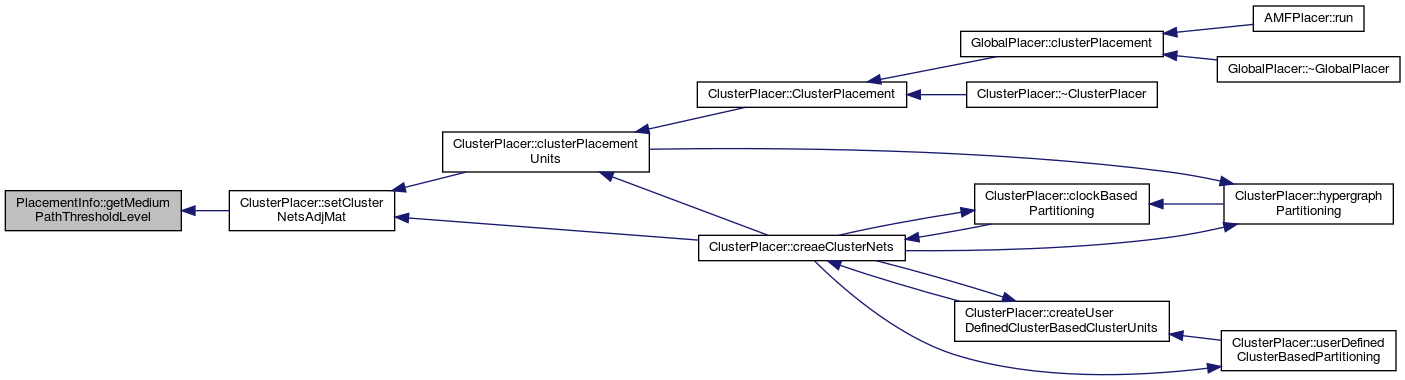 AMFPlacer::run
GlobalPlacer::clusterPlacement
GlobalPlacer::~GlobalPlacer
ClusterPlacer::ClusterPlacement
ClusterPlacer::~ClusterPlacer
ClusterPlacer::clusterPlacement
Units
PlacementInfo::getMedium
PathThresholdLevel
ClusterPlacer::setCluster
NetsAdjMat
ClusterPlacer::clockBased
Partitioning
ClusterPlacer::hypergraph
Partitioning
ClusterPlacer::creaeClusterNets
ClusterPlacer::createUser
DefinedClusterBasedClusterUnits
ClusterPlacer::userDefined
ClusterBasedPartitioning